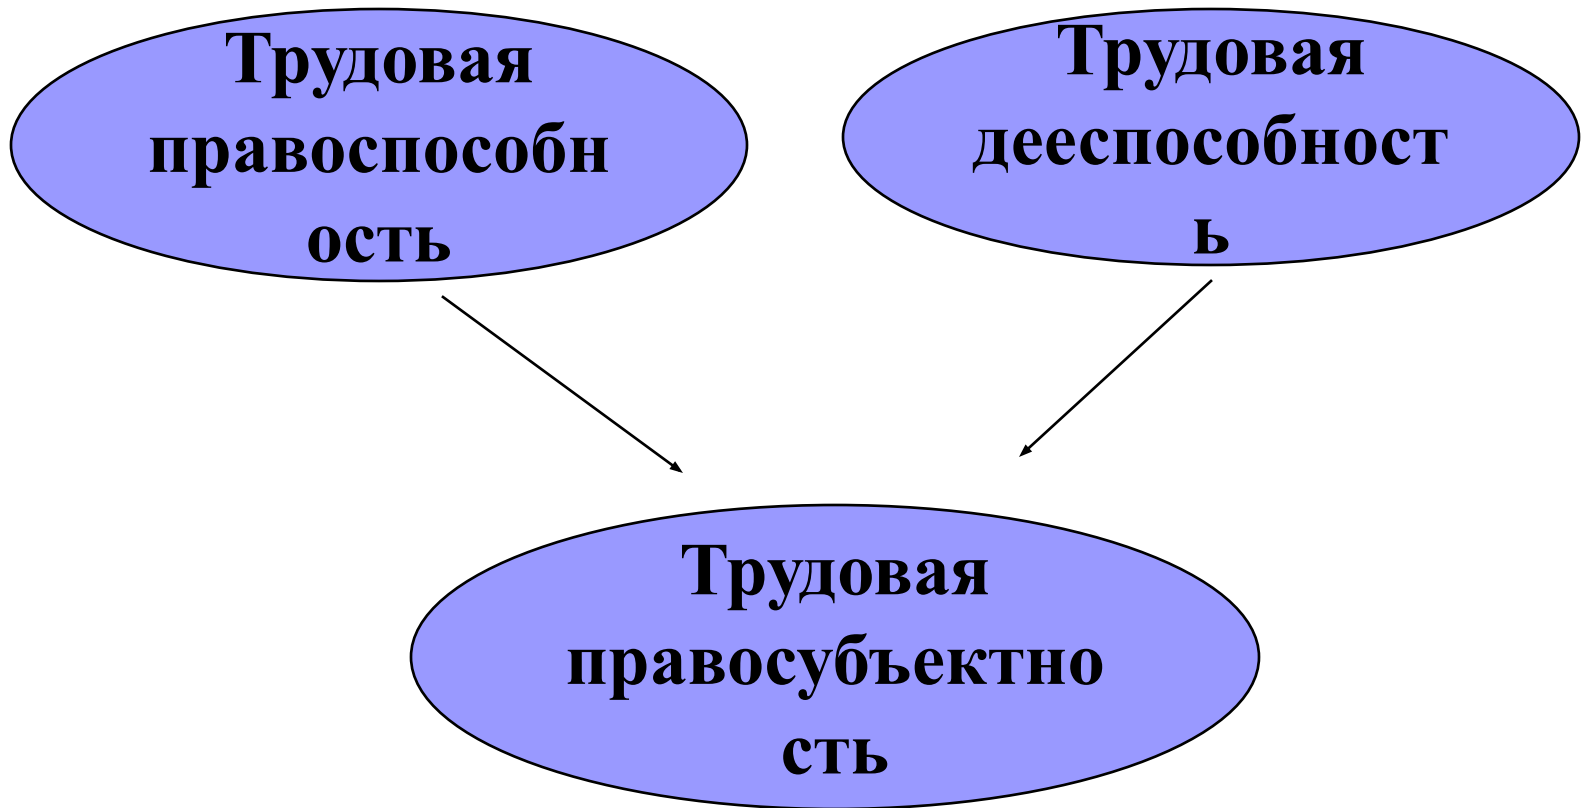 Трудовая
правоспособн
ость
Трудовая
дееспособност
ь
Трудовая
правосубъектно
сть